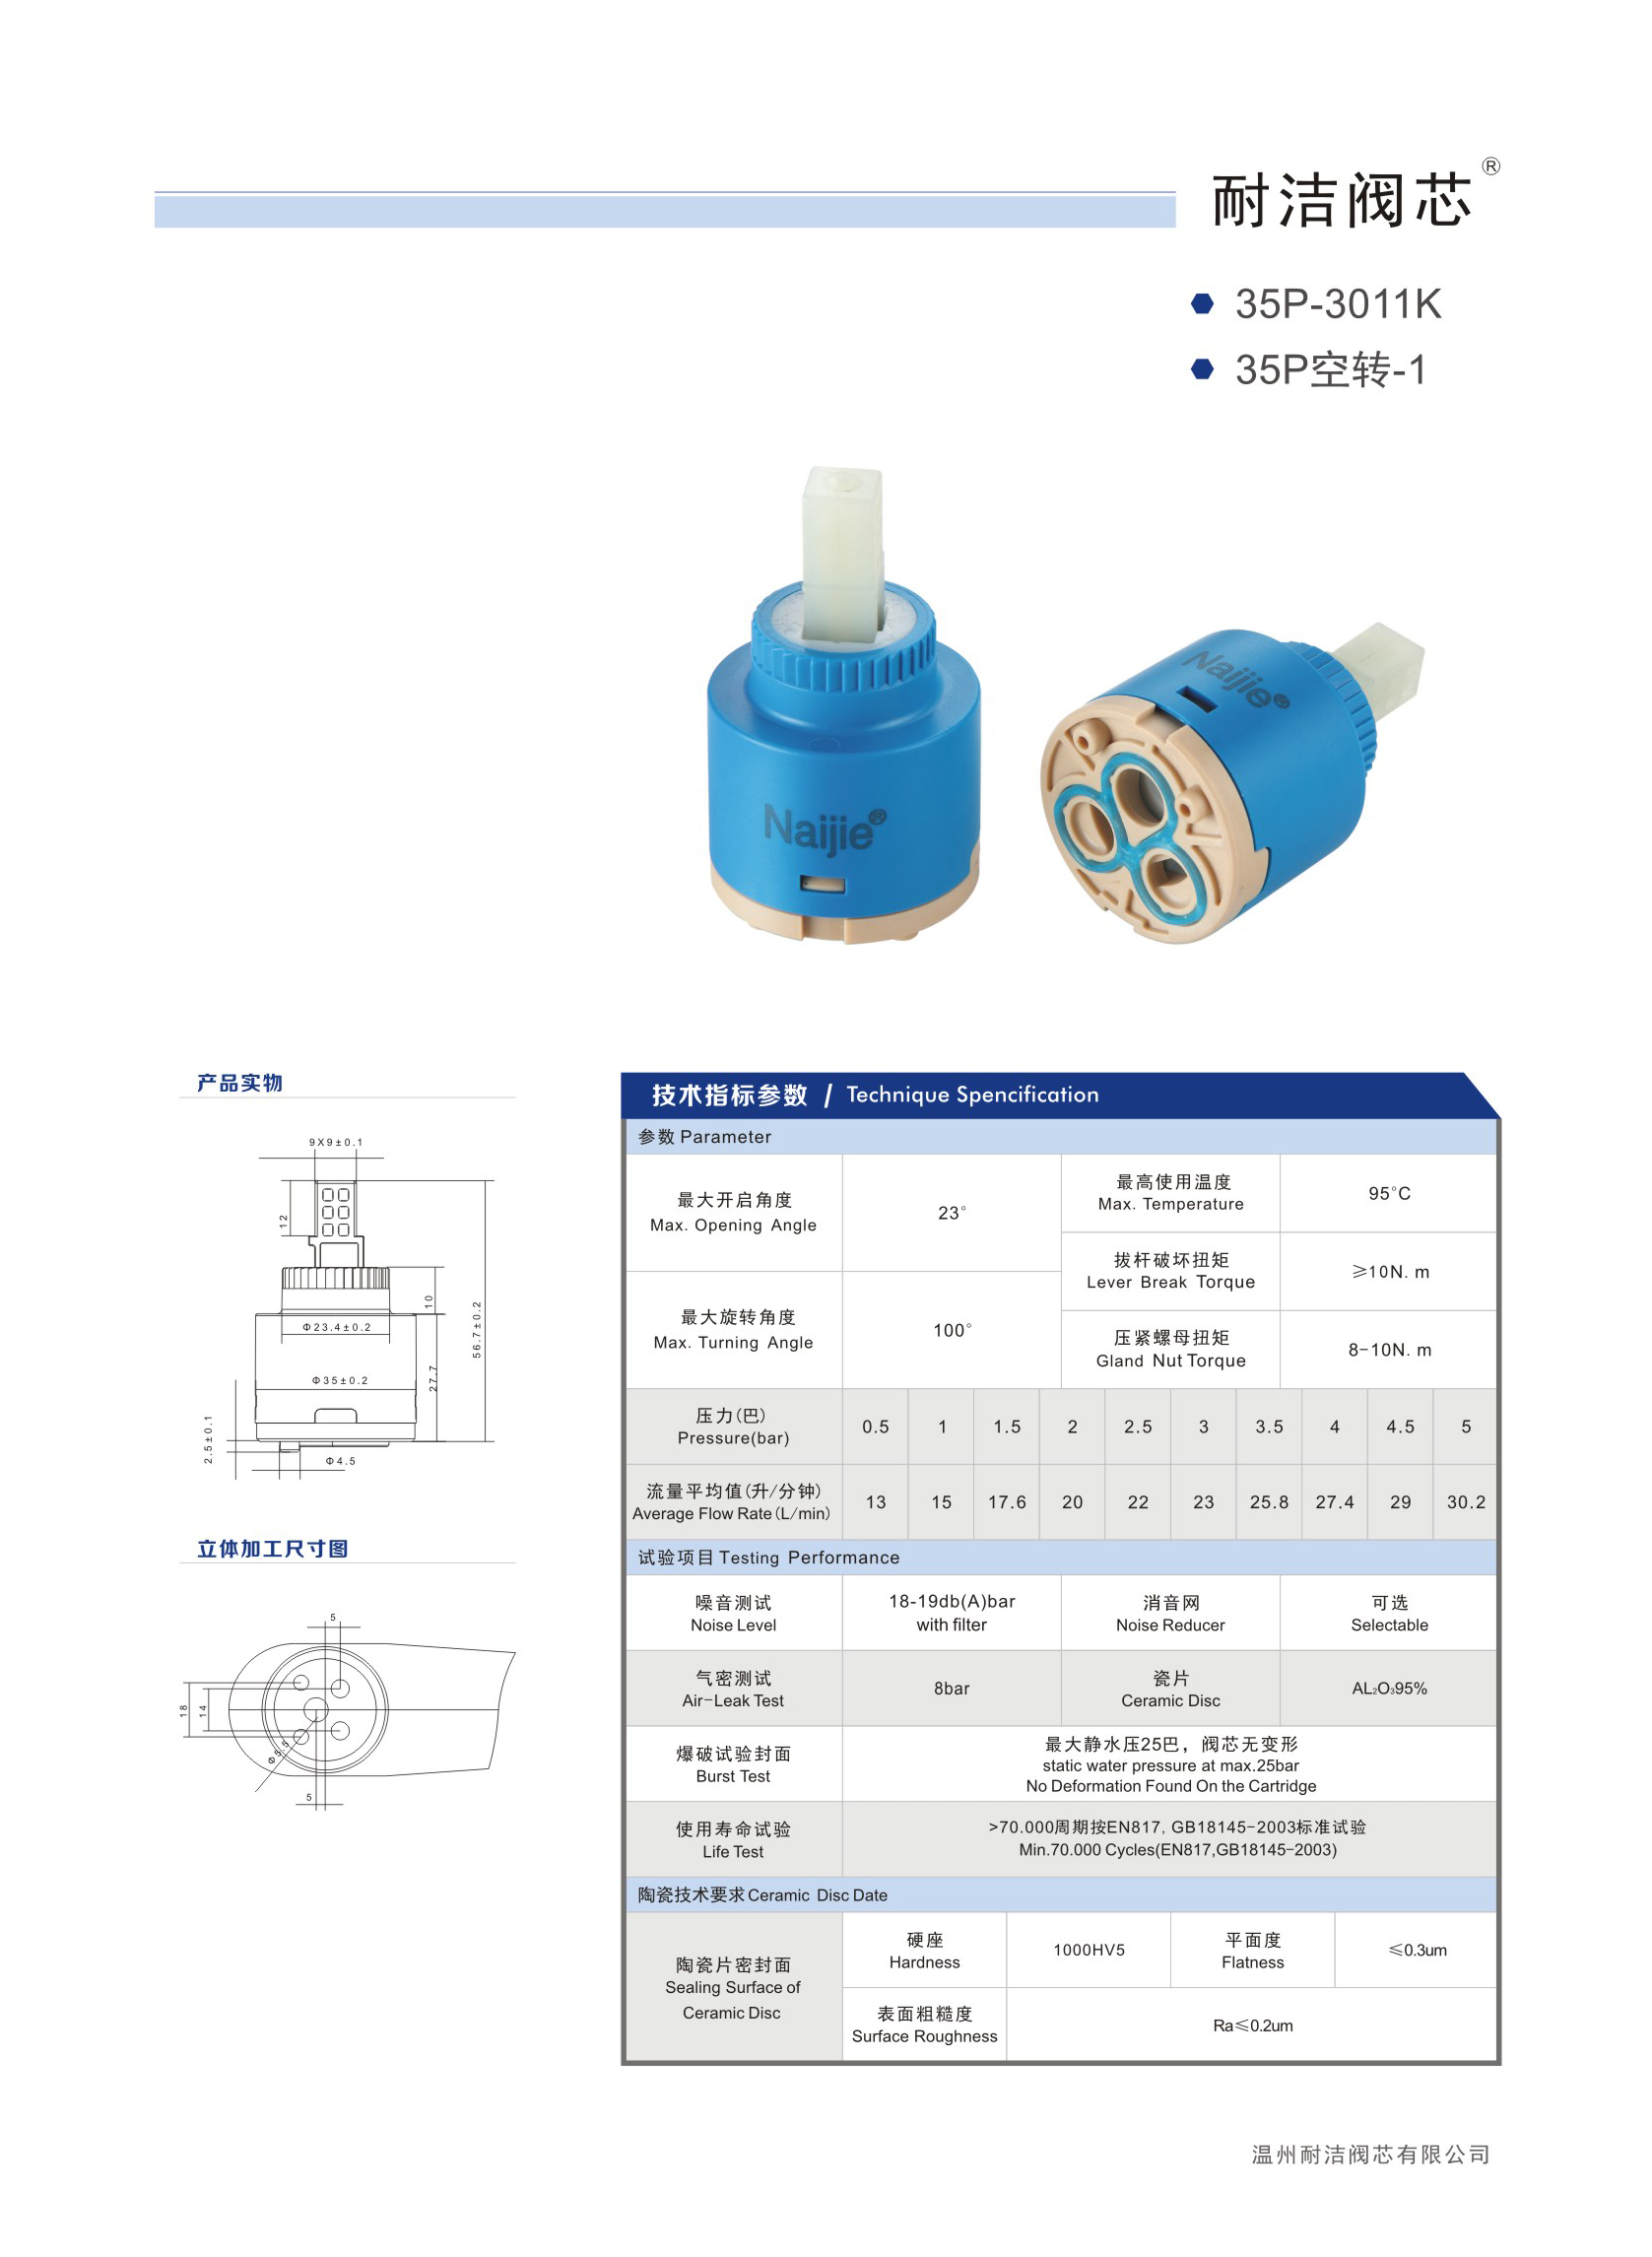 耐洁阀芯®
35P-3011K
35P空转-1
Naijie®
Naijie®
产品实物
9X9±0.1
12
10
Φ23.4±0.2
56.7±0.2
Φ35±0.2
27.7
2.5±0.1
Φ4.5
立体加工尺寸图
5
18
14
Φ5.5
5
技术指标参数 / Technique Spencification
参数 Parameter
最大开启角度
Max. Opening Angle
23°
最高使用温度
Max. Temperature
95°C
拔杆破坏扭矩
Lever Break Torque
≥10N. m
最大旋转角度
Max. Turning Angle
100°
压紧螺母扭矩
Gland Nut Torque
8-10N. m
压力(巴)
Pressure(bar)
0.5 1 1.5 2 2.5 3 3.5 4 4.5 5
流量平均值(升/分钟)
Average Flow Rate(L/min)
13 15 17.6 20 22 23 25.8 27.4 29 30.2
试验项目 Testing Performance
噪音测试
Noise Level
18-19db(A)bar
with filter
消音网
Noise Reducer
可选
Selectable
气密测试
Air-Leak Test
8bar
瓷片
Ceramic Disc
AL₂O₃95%
爆破试验封面
Burst Test
最大静水压25巴，阀芯无变形
static water pressure at max.25bar
No Deformation Found On the Cartridge
使用寿命试验
Life Test
>70.000周期按EN817, GB18145-2003标准试验
Min.70.000 Cycles(EN817,GB18145-2003)
陶瓷技术要求 Ceramic Disc Date
陶瓷片密封面
Sealing Surface of
Ceramic Disc
硬座
Hardness
1000HV5
平面度
Flatness
≤0.3um
表面粗糙度
Surface Roughness
Ra≤0.2um
温州耐洁阀芯有限公司